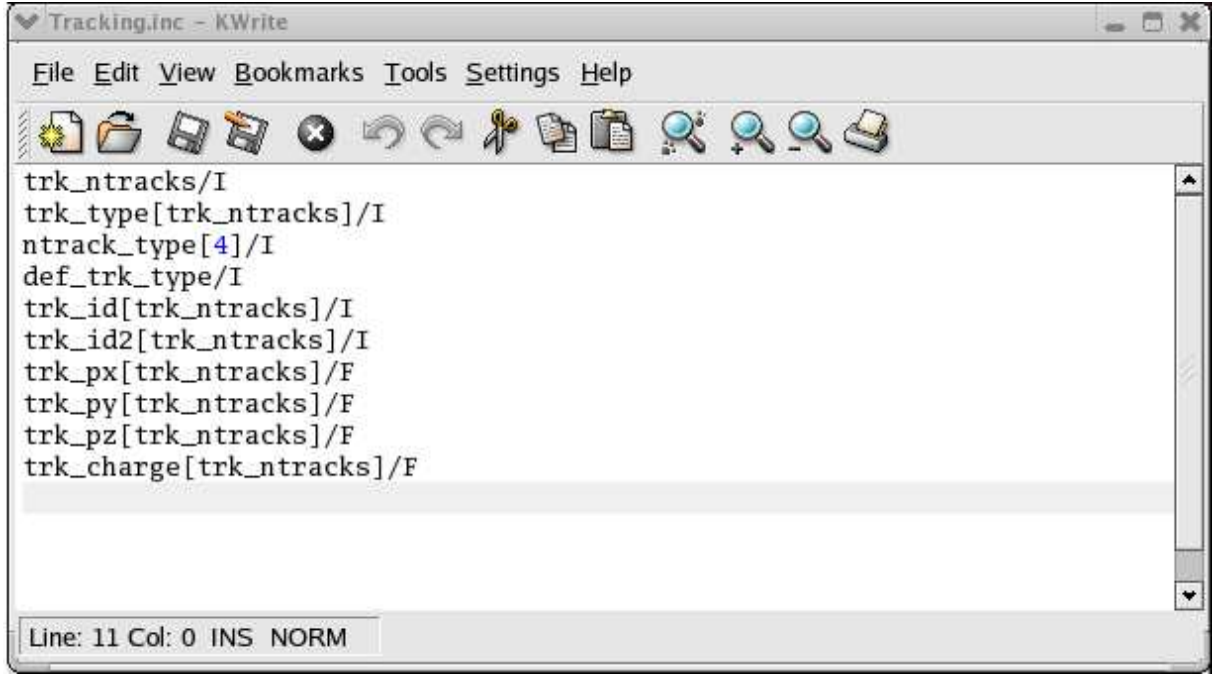 Tracking.inc – KWrite
File Edit View Bookmarks Tools Settings Help
trk_ntracks/I
trk_type[trk_ntracks]/I
ntrack_type[4]/I
def_trk_type/I
trk_id[trk_ntracks]/I
trk_id2[trk_ntracks]/I
trk_px[trk_ntracks]/F
trk_py[trk_ntracks]/F
trk_pz[trk_ntracks]/F
trk_charge[trk_ntracks]/F
Line: 11 Col: 0 INS NORM